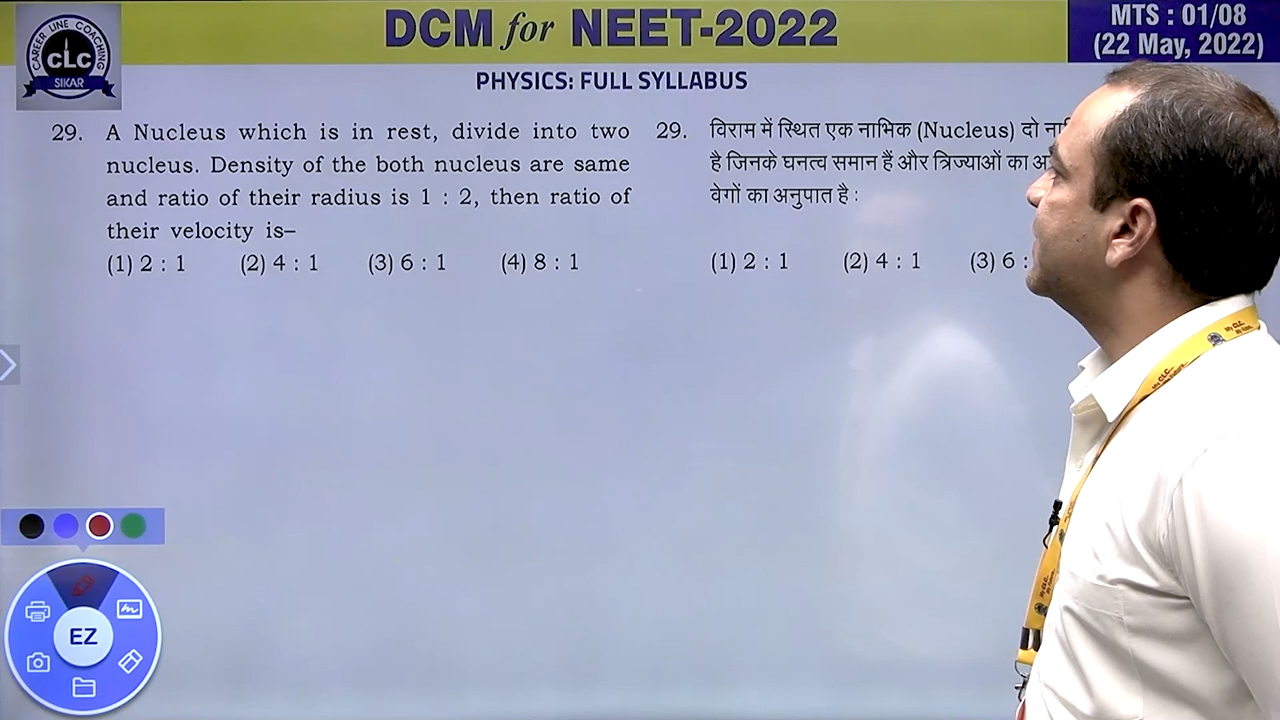 CAREER LINE COACHING
CLC
SIKAR
DCM for NEET-2022
MTS : 01/08
(22 May, 2022)
PHYSICS: FULL SYLLABUS
29. A Nucleus which is in rest, divide into two
nucleus. Density of the both nucleus are same
and ratio of their radius is 1 : 2, then ratio of
their velocity is–
(1) 2 : 1 (2) 4 : 1 (3) 6 : 1 (4) 8 : 1
29. विराम में स्थित एक नाभिक (Nucleus) दो
है जिनके घनत्व समान हैं और त्रिज्याओं का
वेगों का अनुपात है :
(1) 2 : 1 (2) 4 : 1 (3) 6 :
EZ
My CLC.